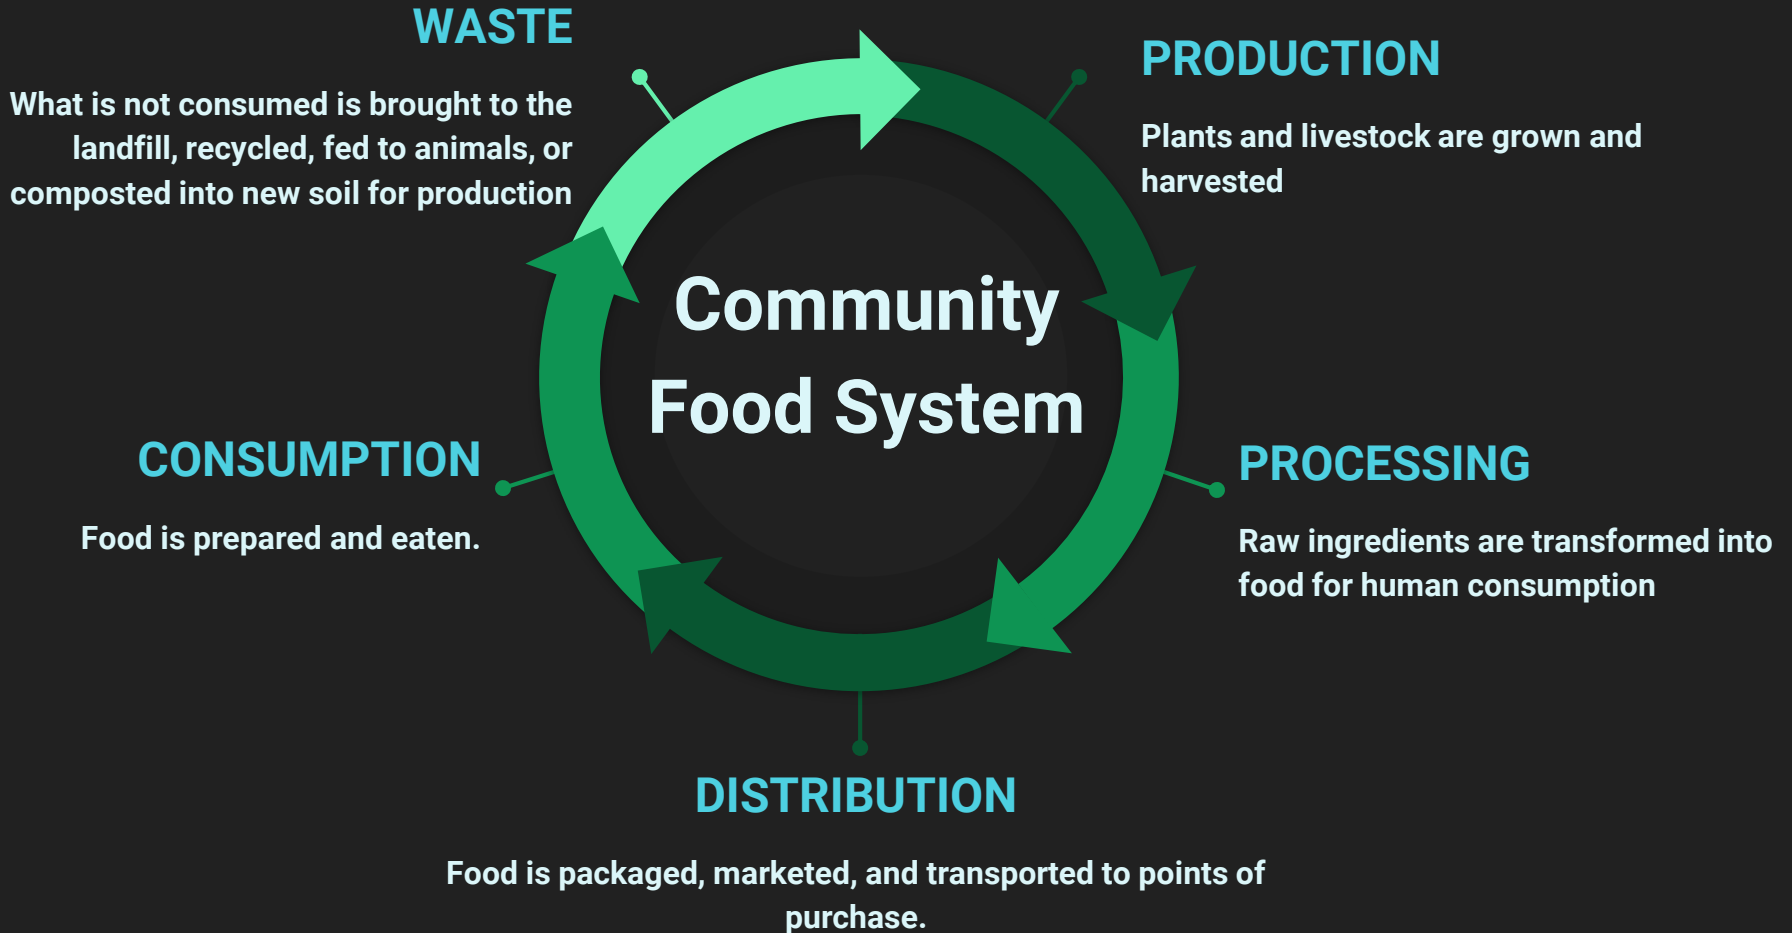 WASTE
What is not consumed is brought to the
landfill, recycled, fed to animals, or
composted into new soil for production
PRODUCTION
Plants and livestock are grown and
harvested
Community
Food System
CONSUMPTION
Food is prepared and eaten.
PROCESSING
Raw ingredients are transformed into
food for human consumption
DISTRIBUTION
Food is packaged, marketed, and transported to points of
purchase.